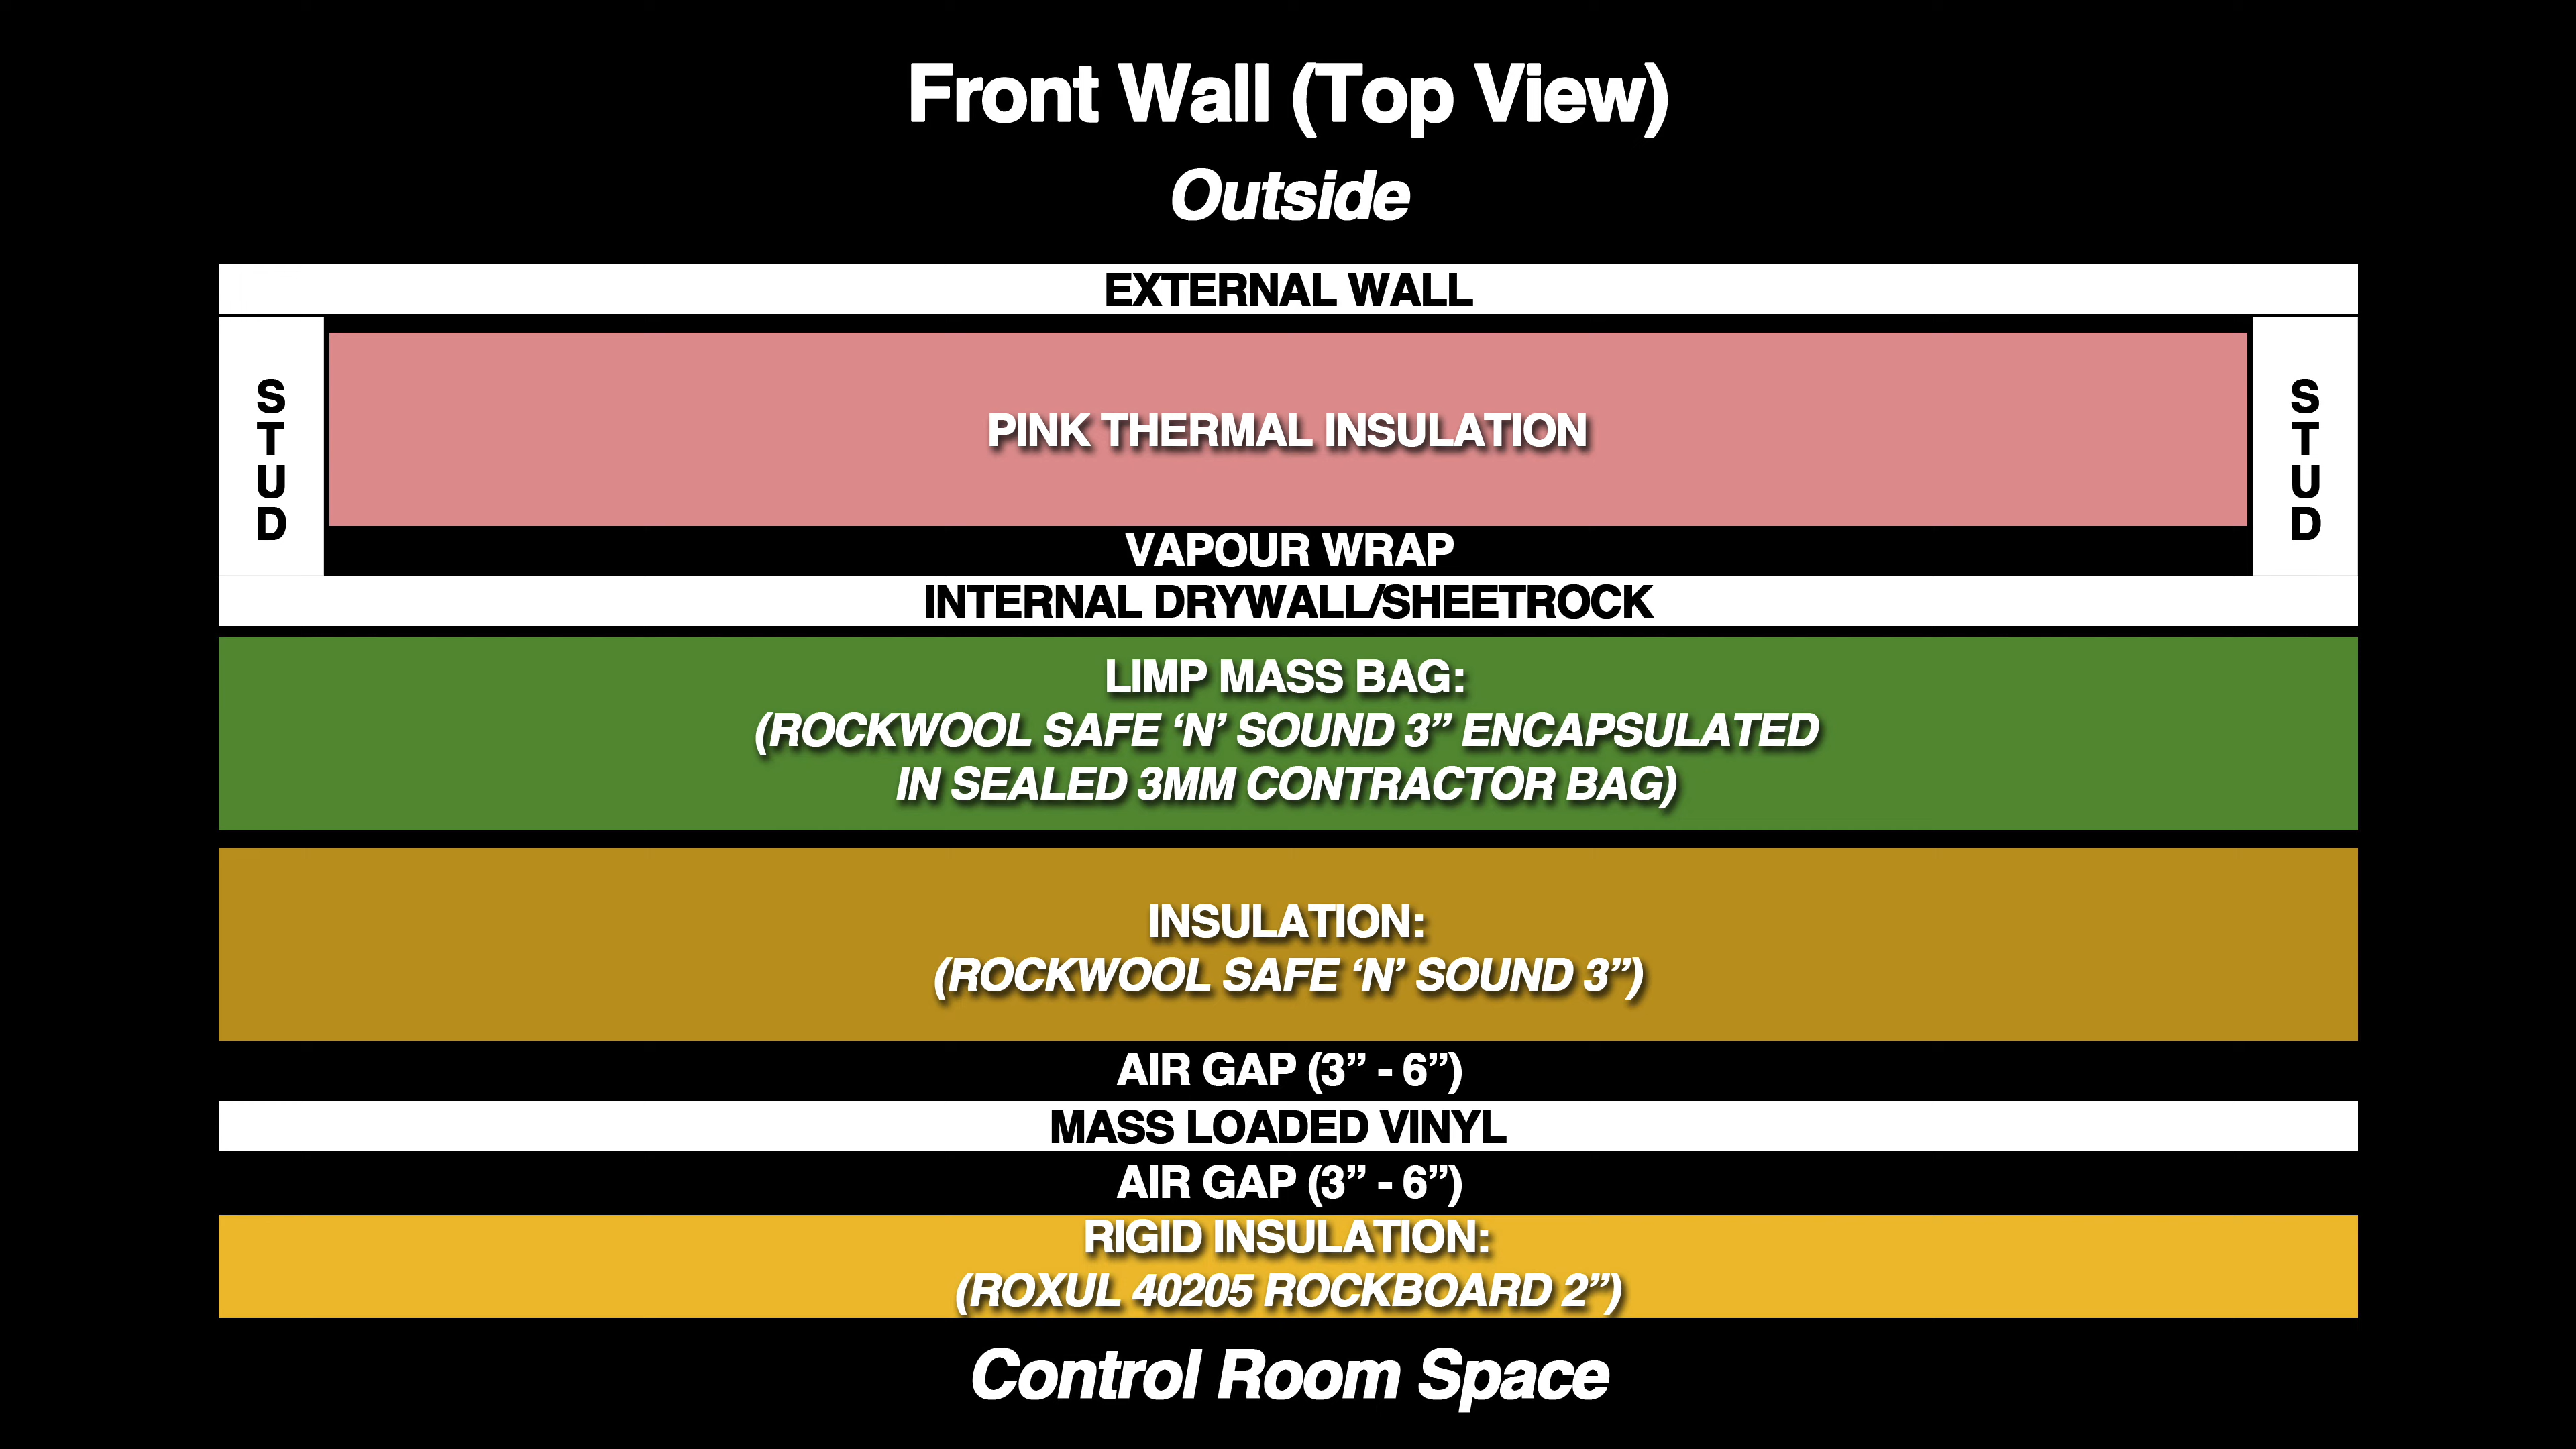 Front Wall (Top View)
Outside
EXTERNAL WALL
STUD
PINK THERMAL INSULATION
STUD
VAPOUR WRAP
INTERNAL DRYWALL/SHEETROCK
LIMP MASS BAG:
(ROCKWOOL SAFE ‘N’ SOUND 3” ENCAPSULATED
IN SEALED 3MM CONTRACTOR BAG)
INSULATION:
(ROCKWOOL SAFE ‘N’ SOUND 3”)
AIR GAP (3” - 6”)
MASS LOADED VINYL
AIR GAP (3” - 6”)
RIGID INSULATION:
(ROXUL 40205 ROCKBOARD 2”)
Control Room Space